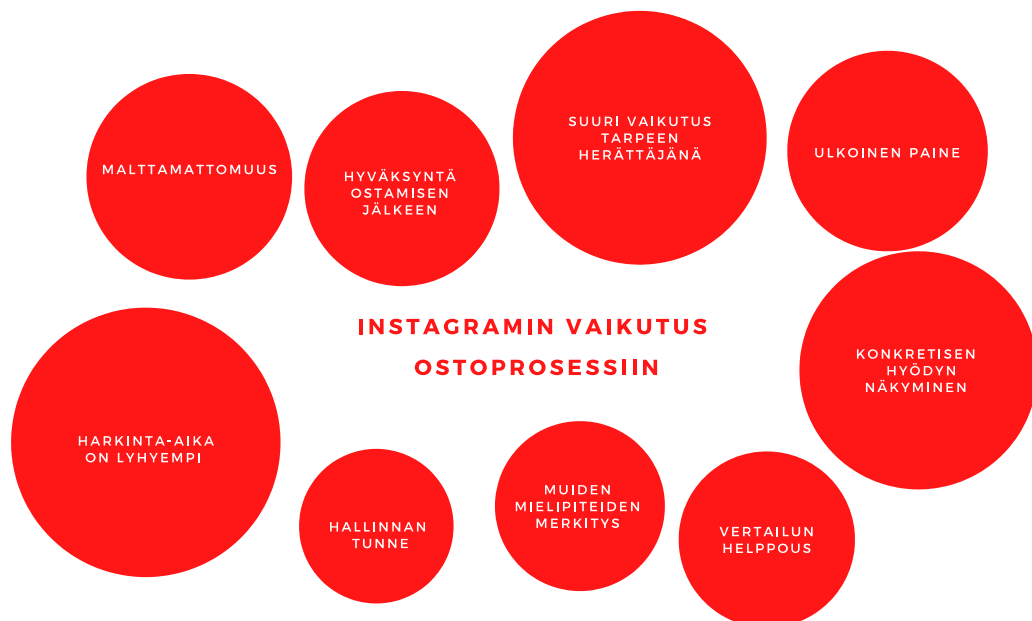 MALTTAMATTOMUUS
HYVÄKSYNTÄ
OSTAMISEN
JÄLKEEN
SUURI VAIKUTUS
TARPEEN
HERÄTTÄJÄNÄ
ULKOINEN PAINE
INSTAGRAMIN VAIKUTUS
OSTOPROSESSIIN
KONKRETISEN
HYÖDYN
NÄKYMINEN
HARKINTA-AIKA
ON LYHYEMPI
HALLINNAN
TUNNE
MUIDEN
MIELIPITEIDEN
MERKITYS
VERTAILUN
HELPPOUS